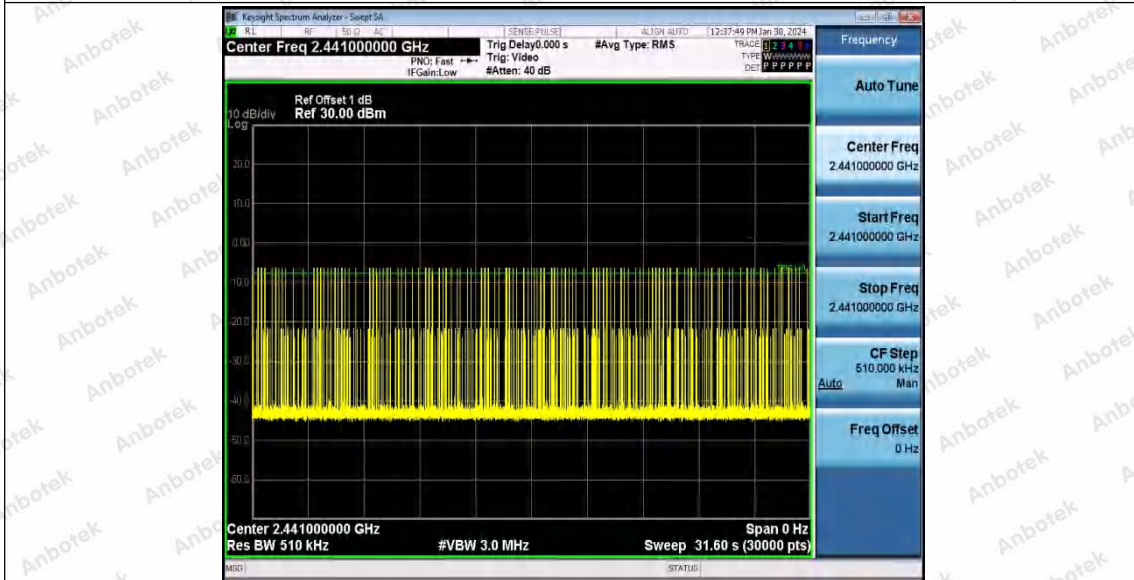 Keysight Spectrum Analyzer - Swept SA
RL RF 50 Ω AC SENSE:PULSE ALIGN AUTO 12:37:49 PM Jan 30, 2024
Center Freq 2.441000000 GHz
PNO: Fast
IFGain:Low
Trig Delay0.000 s
Trig: Video
#Atten: 40 dB
#Avg Type: RMS
TRACE 1 2 3 4 5 6
TYPE WWWWWW
DET P P P P P P
Ref Offset 1 dB
10 dB/div Ref 30.00 dBm
Log
20.0
10.0
0.00
-10.0
-20.0
-30.0
-40.0
-50.0
-60.0
Center 2.441000000 GHz
Span 0 Hz
Res BW 510 kHz
#VBW 3.0 MHz
Sweep 31.60 s (30000 pts)
MSG
STATUS
Frequency
Auto Tune
Center Freq
2.441000000 GHz
Start Freq
2.441000000 GHz
Stop Freq
2.441000000 GHz
CF Step
510.000 kHz
Auto Man
Freq Offset
0 Hz
Anbotek